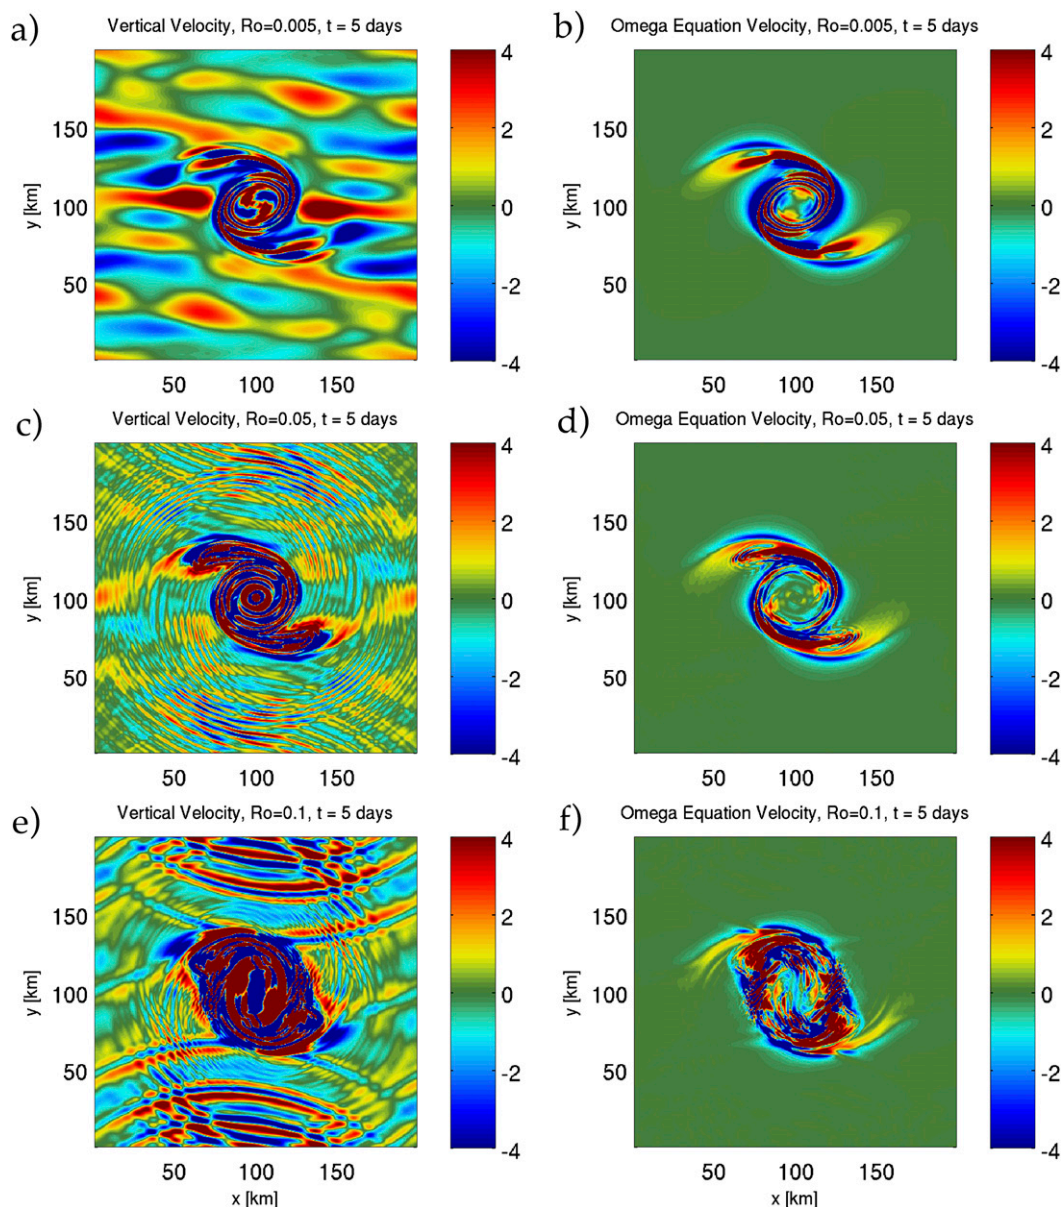 a)
Vertical Velocity, Ro=0.005, t = 5 days
y [km]
150
100
50
50 100 150
4
2
0
-2
-4
b)
Omega Equation Velocity, Ro=0.005, t = 5 days
y [km]
150
100
50
50 100 150
4
2
0
-2
-4
c)
Vertical Velocity, Ro=0.05, t = 5 days
y [km]
150
100
50
50 100 150
4
2
0
-2
-4
d)
Omega Equation Velocity, Ro=0.05, t = 5 days
y [km]
150
100
50
50 100 150
4
2
0
-2
-4
e)
Vertical Velocity, Ro=0.1, t = 5 days
y [km]
150
100
50
50 100 150
x [km]
4
2
0
-2
-4
f)
Omega Equation Velocity, Ro=0.1, t = 5 days
y [km]
150
100
50
50 100 150
x [km]
4
2
0
-2
-4